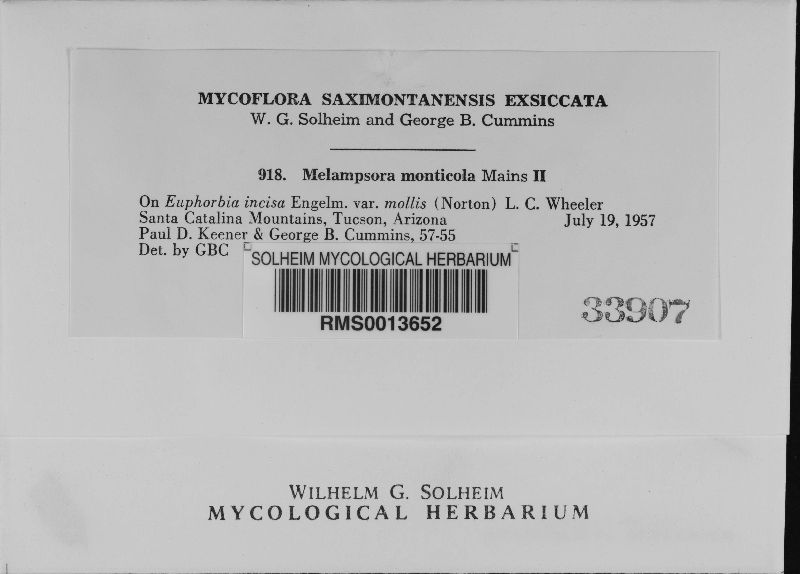 MYCOFLORA SAXIMONTANENSIS EXSICCATA
W. G. Solheim and George B. Cummins
918. Melampsora monticola Mains II
On Euphorbia incisa Engelm. var. mollis (Norton) L. C. Wheeler
Santa Catalina Mountains, Tucson, Arizona July 19, 1957
Paul D. Keener & George B. Cummins, 57-55
Det. by GBC
SOLHEIM MYCOLOGICAL HERBARIUM
RMS0013652
33907
WILHELM G. SOLHEIM
MYCOLOGICAL HERBARIUM